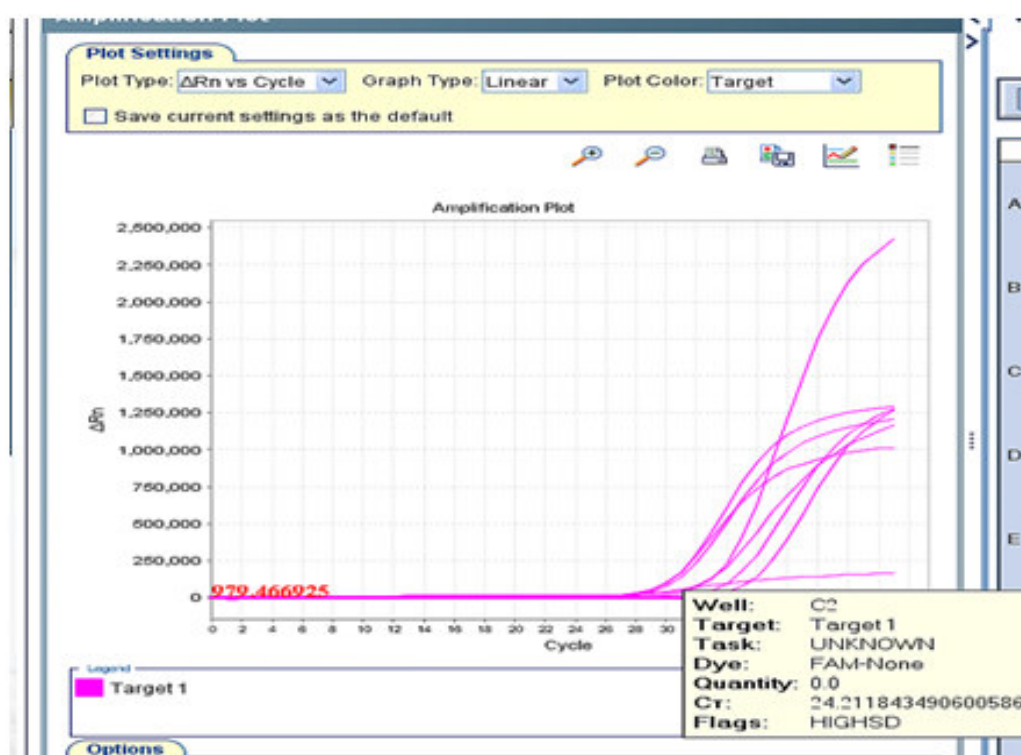 Amplification Plot
Plot Settings
Plot Type: ΔRn vs Cycle Graph Type: Linear Plot Color: Target
Save current settings as the default
Amplification Plot
2,500,000
2,250,000
2,000,000
1,750,000
1,500,000
1,250,000
1,000,000
750,000
500,000
250,000
0
ΔRn
979.466925
0 2 4 6 8 10 12 14 16 18 20 22 24 26 28 30
Cycle
Legend
Target 1
Well: C2
Target: Target 1
Task: UNKNOWN
Dye: FAM-None
Quantity: 0.0
Cᴛ: 24.211843490600586
Flags: HIGHSD
Options
A
B
C
D
E